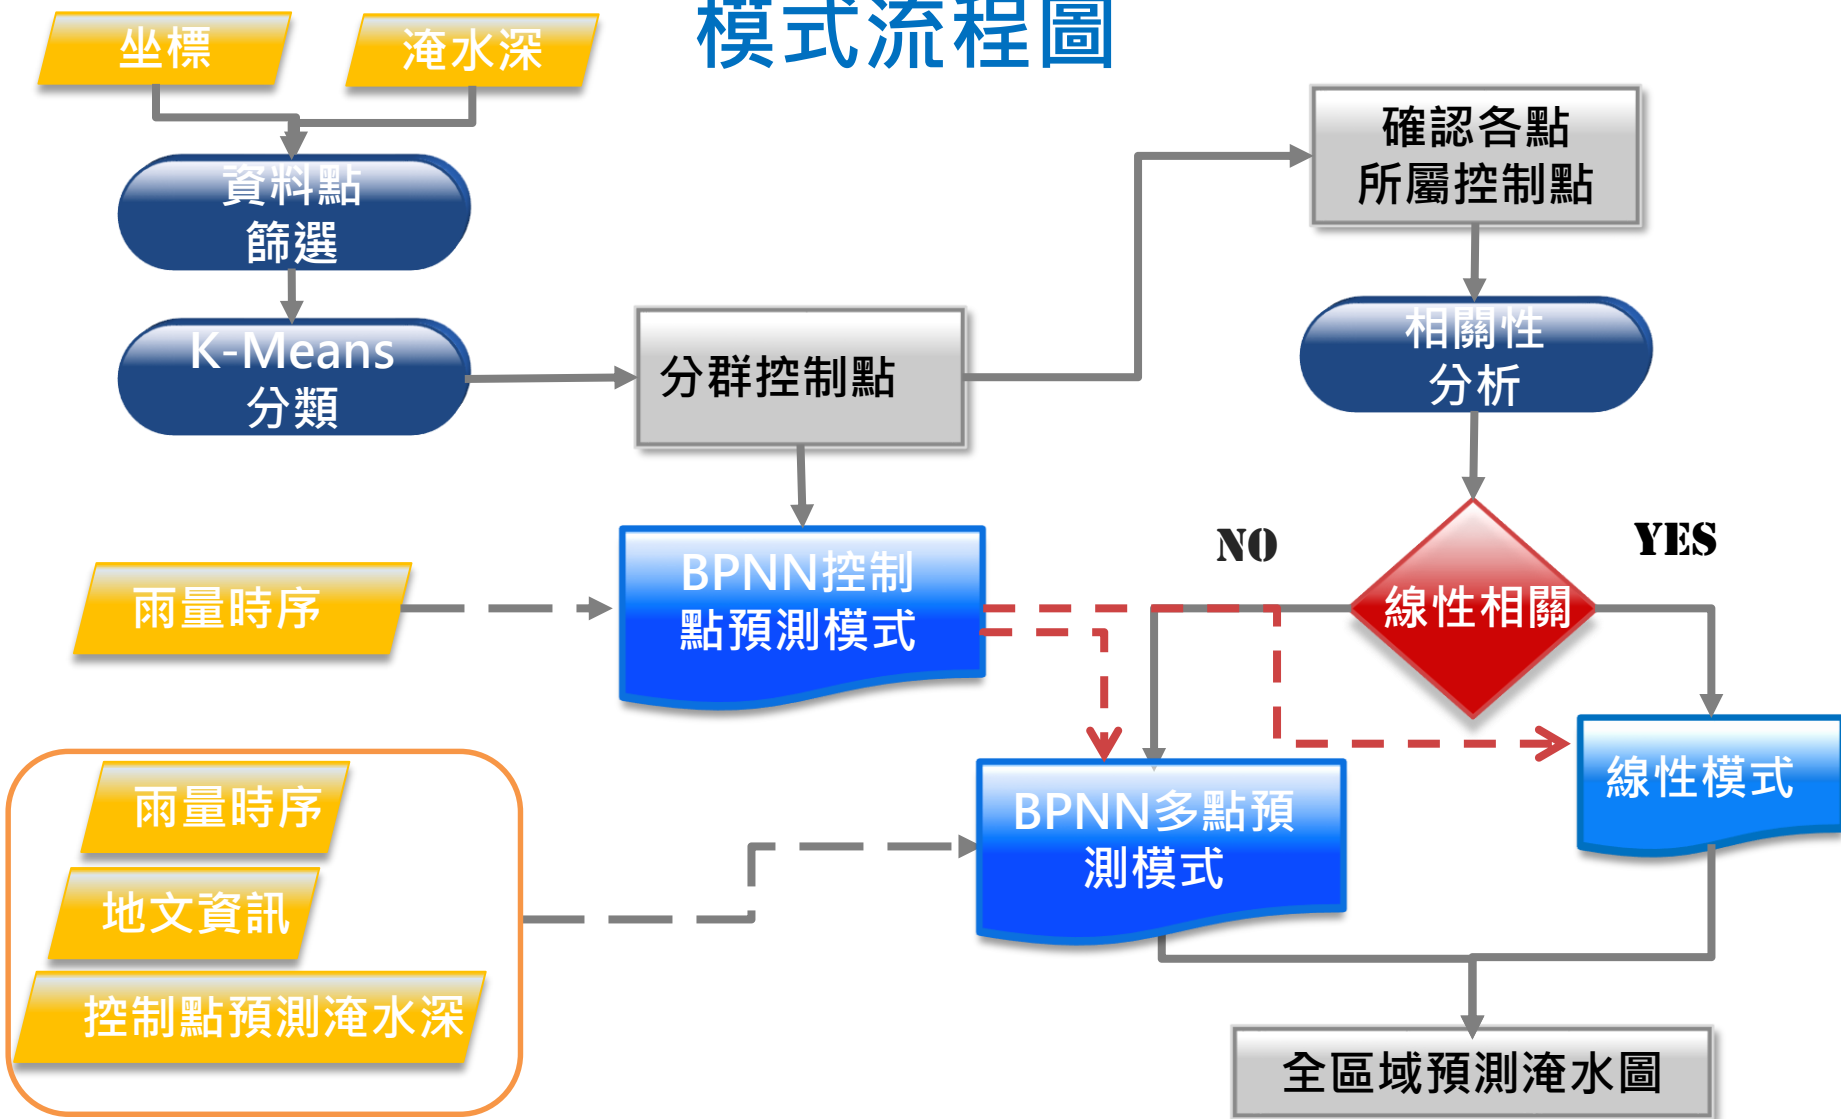 模式流程圖
坐標
淹水深
資料點
篩選
K-Means
分類
分群控制點
確認各點
所屬控制點
相關性
分析
線性相關
NO
YES
雨量時序
BPNN控制
點預測模式
線性模式
BPNN多點預
測模式
雨量時序
地文資訊
控制點預測淹水深
全區域預測淹水圖